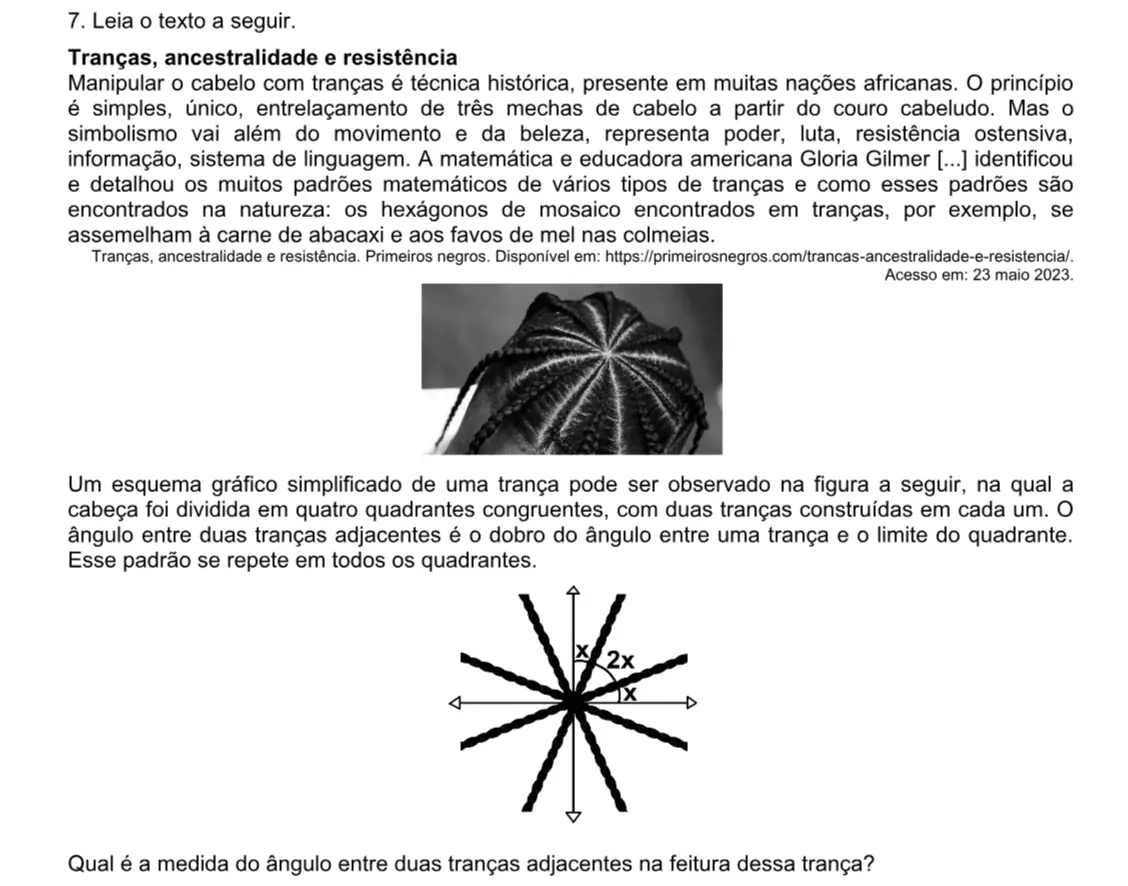 7. Leia o texto a seguir.
Tranças, ancestralidade e resistência
Manipular o cabelo com tranças é técnica histórica, presente em muitas nações africanas. O princípio
é simples, único, entrelaçamento de três mechas de cabelo a partir do couro cabeludo. Mas o
simbolismo vai além do movimento e da beleza, representa poder, luta, resistência ostensiva,
informação, sistema de linguagem. A matemática e educadora americana Gloria Gilmer [...] identificou
e detalhou os muitos padrões matemáticos de vários tipos de tranças e como esses padrões são
encontrados na natureza: os hexágonos de mosaico encontrados em tranças, por exemplo, se
assemelham à carne de abacaxi e aos favos de mel nas colmeias.
Tranças, ancestralidade e resistência. Primeiros negros. Disponível em: https://primeirosnegros.com/trancas-ancestralidade-e-resistencia/.
Acesso em: 23 maio 2023.
Um esquema gráfico simplificado de uma trança pode ser observado na figura a seguir, na qual a
cabeça foi dividida em quatro quadrantes congruentes, com duas tranças construídas em cada um. O
ângulo entre duas tranças adjacentes é o dobro do ângulo entre uma trança e o limite do quadrante.
Esse padrão se repete em todos os quadrantes.
x
2x
x
Qual é a medida do ângulo entre duas tranças adjacentes na feitura dessa trança?